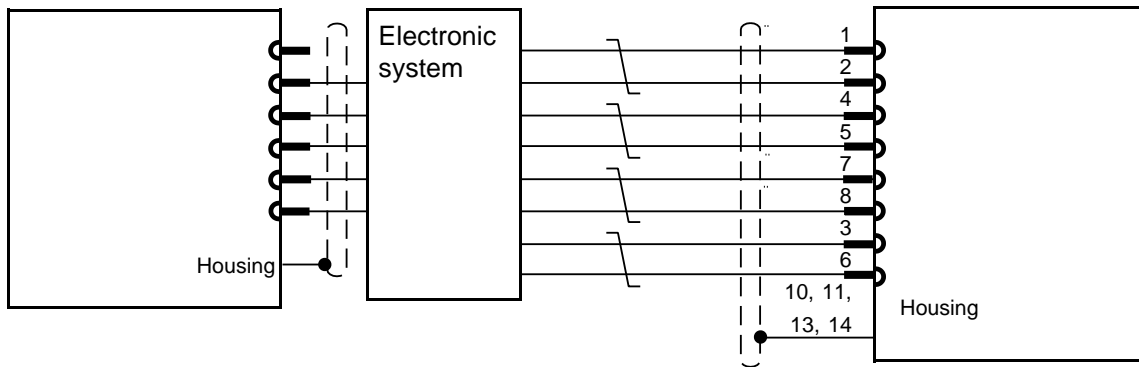 Electronic
system
Housing
1
2
4
5
7
8
3
6
10, 11,
13, 14
Housing